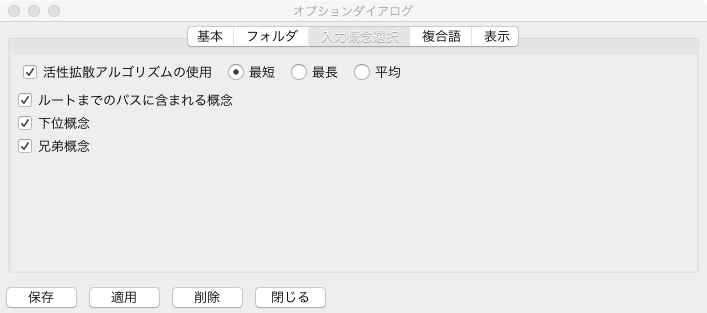 オプションダイアログ
基本 フォルダ 入力概念選択 複合語 表示
活性拡散アルゴリズムの使用 最短 最長 平均
ルートまでのパスに含まれる概念
下位概念
兄弟概念
保存 適用 削除 閉じる